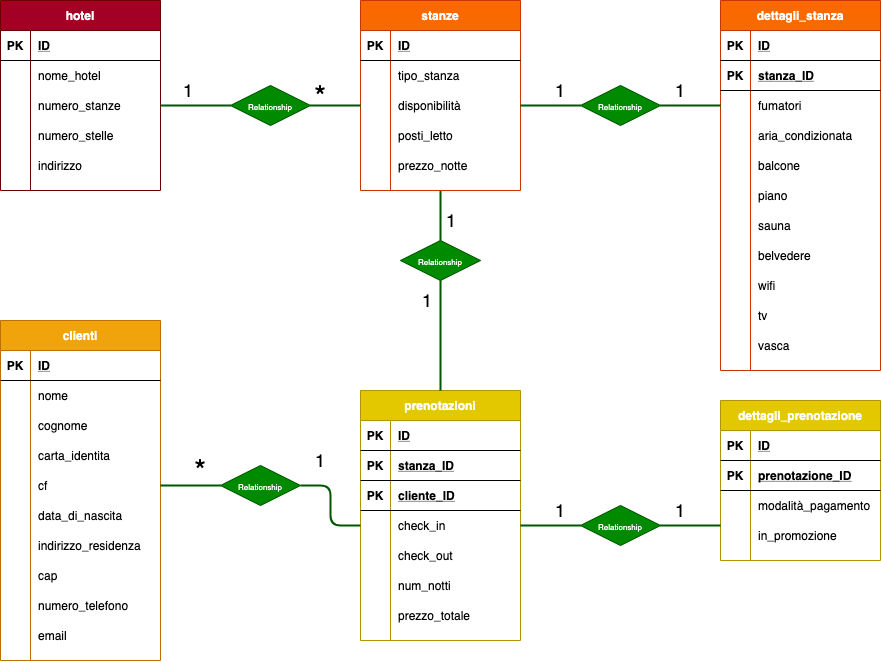 hotel
PK ID
nome_hotel
numero_stanze
numero_stelle
indirizzo
1
Relationship
*
stanze
PK ID
tipo_stanza
disponibilità
posti_letto
prezzo_notte
1
Relationship
1
dettagli_stanza
PK ID
PK stanza_ID
fumatori
aria_condizionata
balcone
piano
sauna
belvedere
wifi
tv
vasca
1
Relationship
1
clienti
PK ID
nome
cognome
carta_identita
cf
data_di_nascita
indirizzo_residenza
cap
numero_telefono
email
*
Relationship
1
prenotazioni
PK ID
PK stanza_ID
PK cliente_ID
check_in
check_out
num_notti
prezzo_totale
1
Relationship
1
dettagli_prenotazione
PK ID
PK prenotazione_ID
modalità_pagamento
in_promozione